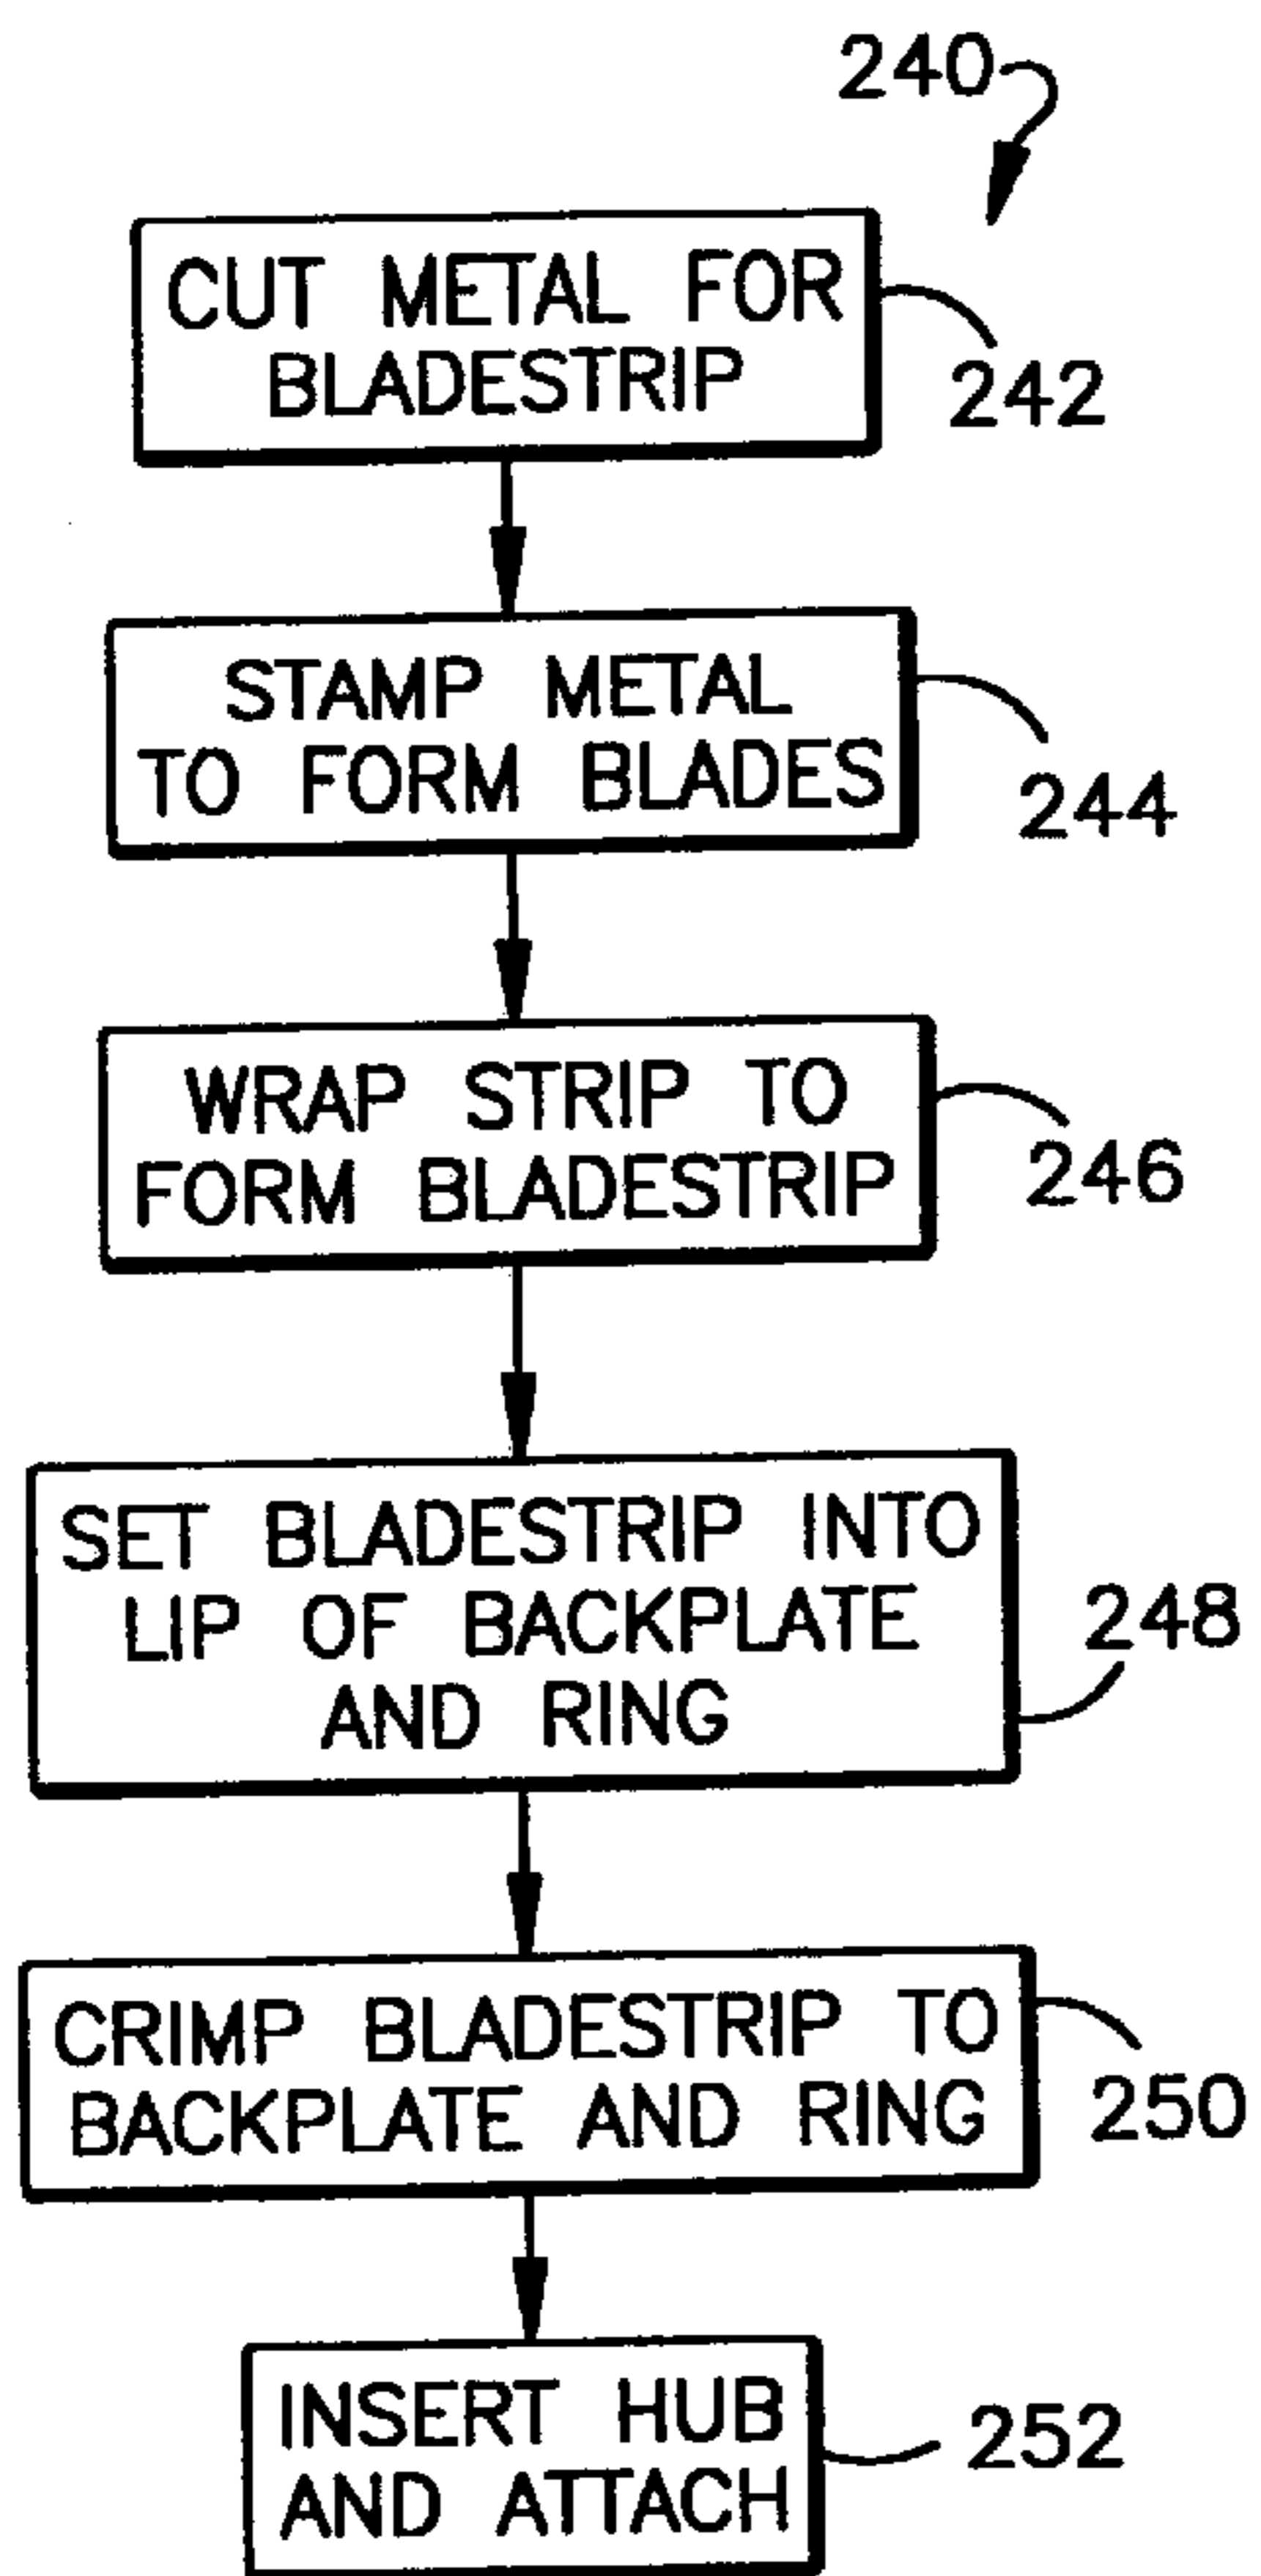 240
CUT METAL FOR
BLADESTRIP
242
STAMP METAL
TO FORM BLADES
244
WRAP STRIP TO
FORM BLADESTRIP
246
SET BLADESTRIP INTO
LIP OF BACKPLATE
AND RING
248
CRIMP BLADESTRIP TO
BACKPLATE AND RING
250
INSERT HUB
AND ATTACH
252